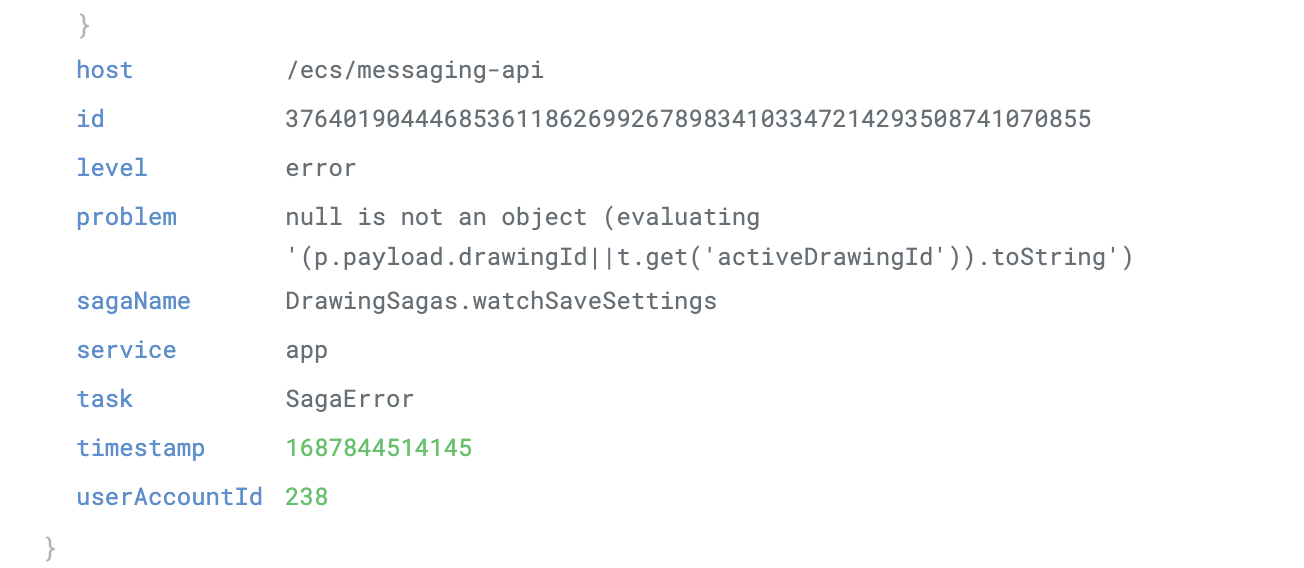 }
host /ecs/messaging-api
id 37640190444685361186269926789834103347214293508741070855
level error
problem null is not an object (evaluating
'(p.payload.drawingId||t.get('activeDrawingId')).toString')
sagaName DrawingSagas.watchSaveSettings
service app
task SagaError
timestamp 1687844514145
userAccountId 238
}